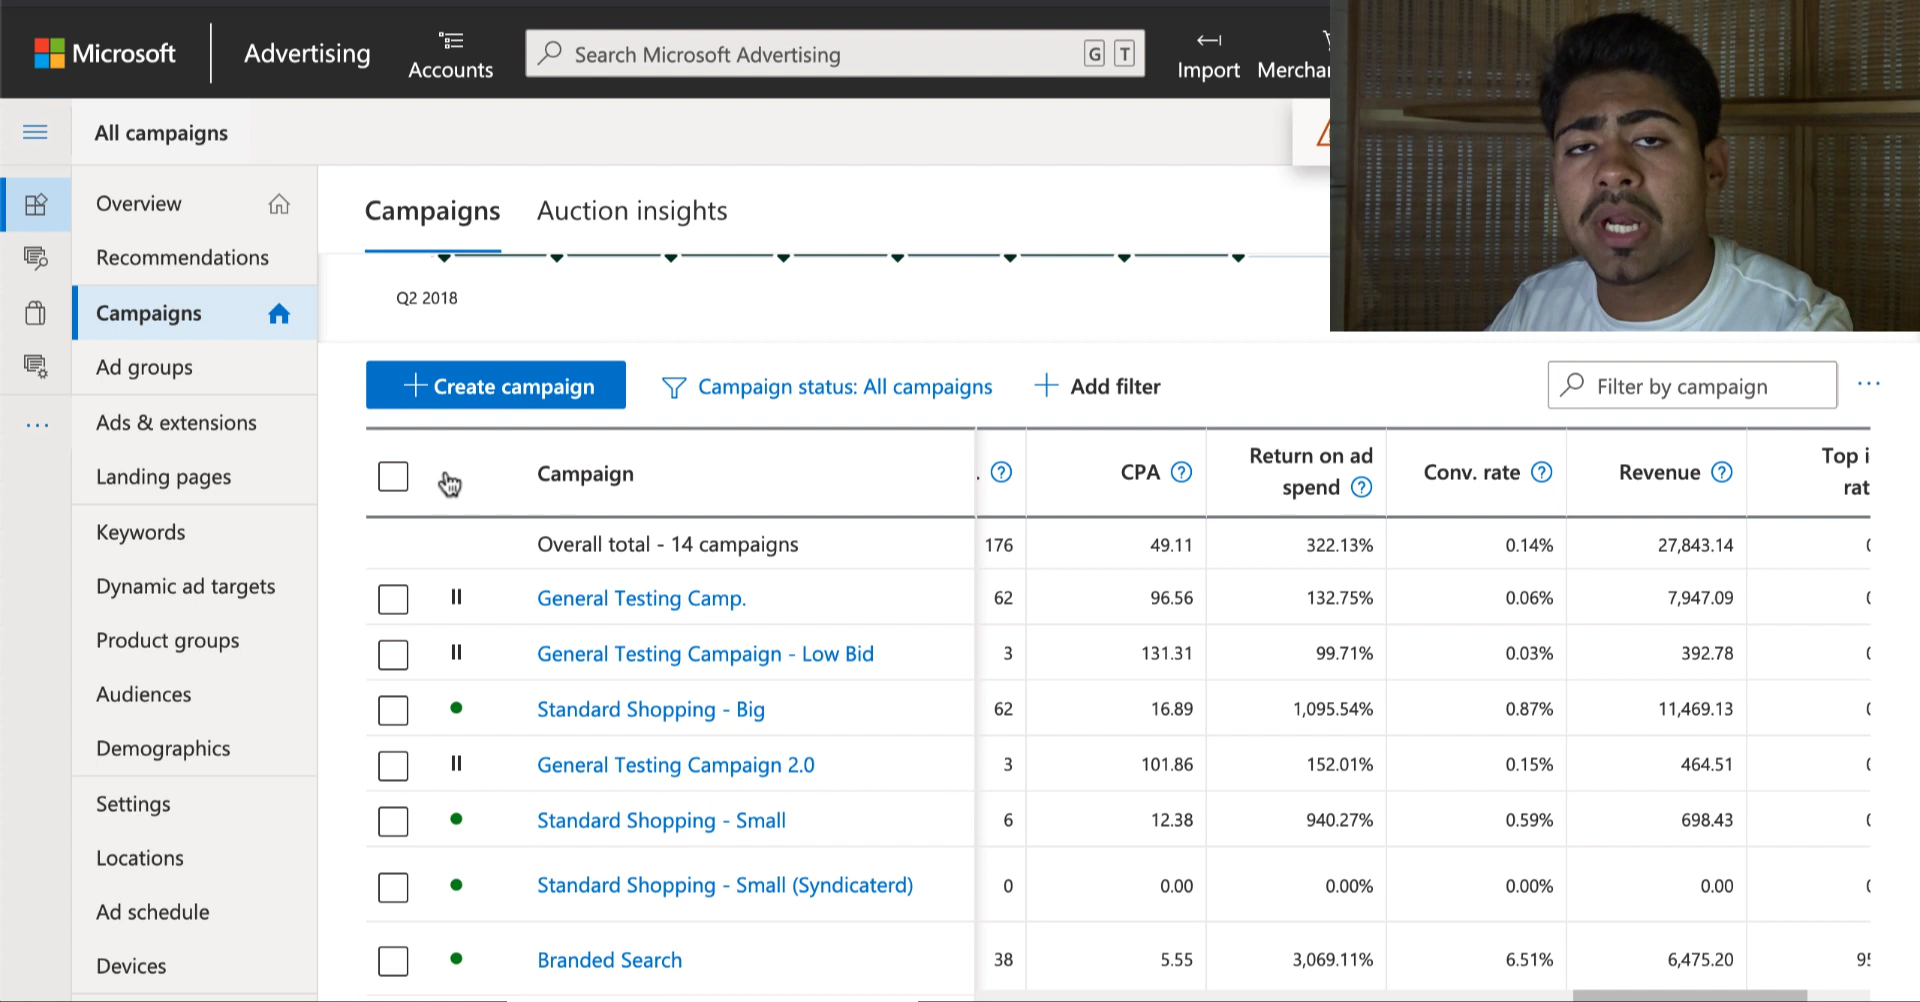 Microsoft
Advertising
Accounts
Search Microsoft Advertising
G T
Import
All campaigns
Overview
Recommendations
Campaigns
Ad groups
Ads & extensions
Landing pages
Keywords
Dynamic ad targets
Product groups
Audiences
Demographics
Settings
Locations
Ad schedule
Devices
Campaigns Auction insights
Q2 2018
Create campaign Campaign status: All campaigns Add filter Filter by campaign
Campaign CPA Return on ad spend Conv. rate Revenue Top
Overall total - 14 campaigns 176 49.11 322.13% 0.14% 27,843.14
General Testing Camp. 62 96.56 132.75% 0.06% 7,947.09
General Testing Campaign - Low Bid 3 131.31 99.71% 0.03% 392.78
Standard Shopping - Big 62 16.89 1,095.54% 0.87% 11,469.13
General Testing Campaign 2.0 3 101.86 152.01% 0.15% 464.51
Standard Shopping - Small 6 12.38 940.27% 0.59% 698.43
Standard Shopping - Small (Syndicaterd) 0 0.00 0.00% 0.00% 0.00
Branded Search 38 5.55 3,069.11% 6.51% 6,475.20